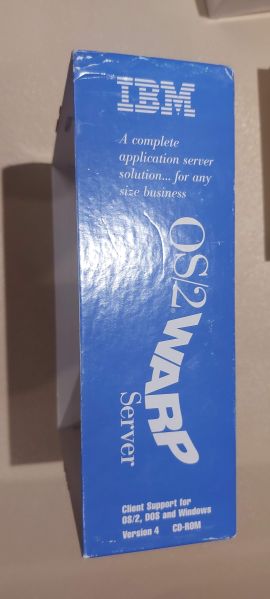 IBM
A complete
application server
solution... for any
size business
OS/2 WARP
Server
Client Support for
OS/2, DOS and Windows
Version 4 CD-ROM